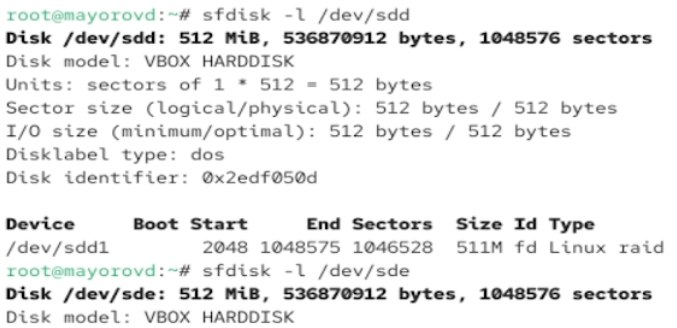 root@mayorovd:~# sfdisk -l /dev/sdd
Disk /dev/sdd: 512 MiB, 536870912 bytes, 1048576 sectors
Disk model: VBOX HARDDISK
Units: sectors of 1 * 512 = 512 bytes
Sector size (logical/physical): 512 bytes / 512 bytes
I/O size (minimum/optimal): 512 bytes / 512 bytes
Disklabel type: dos
Disk identifier: 0x2edf050d
Device     Boot Start     End Sectors  Size Id Type
/dev/sdd1        2048 1048575 1046528  511M fd Linux raid
root@mayorovd:~# sfdisk -l /dev/sde
Disk /dev/sde: 512 MiB, 536870912 bytes, 1048576 sectors
Disk model: VBOX HARDDISK